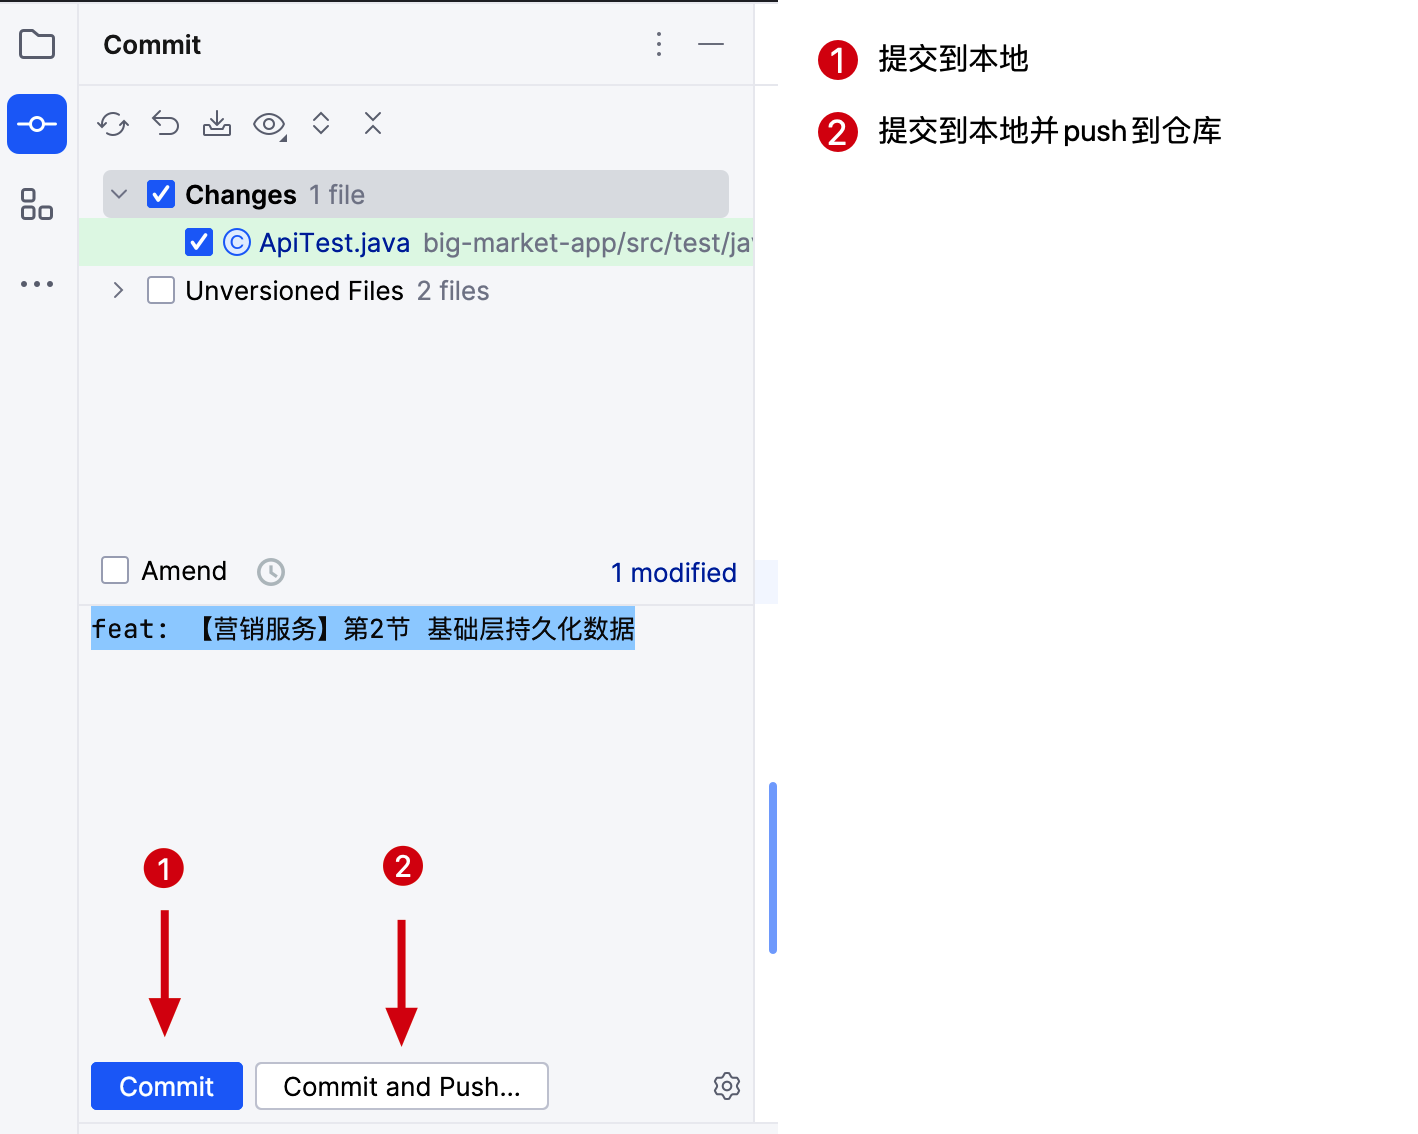 Commit
Changes 1 file
C ApiTest.java big-market-app/src/test/jav
Unversioned Files 2 files
Amend
1 modified
feat: 【营销服务】第2节 基础层持久化数据
1
2
Commit
Commit and Push...
1 提交到本地
2 提交到本地并push到仓库